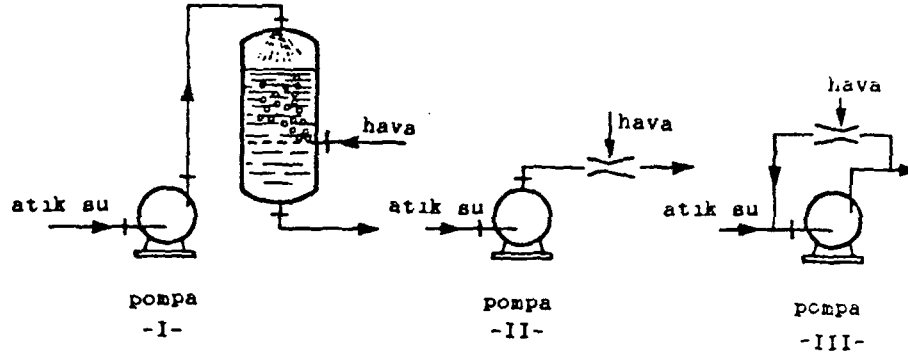 hava
atık su
pompa
-I-
hava
atık su
pompa
-II-
hava
atık su
pompa
-III-